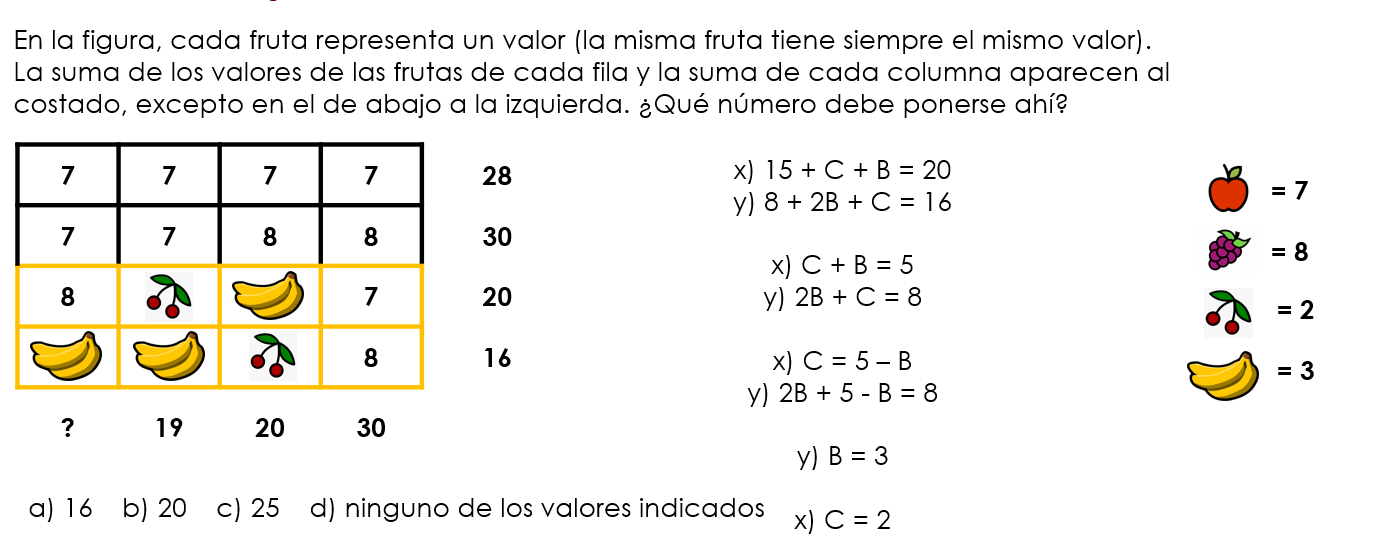 En la figura, cada fruta representa un valor (la misma fruta tiene siempre el mismo valor).
La suma de los valores de las frutas de cada fila y la suma de cada columna aparecen al
costado, excepto en el de abajo a la izquierda. ¿Qué número debe ponerse ahí?
7 7 7 7 28
7 7 8 8 30
8 7 20
8 16
? 19 20 30
a) 16 b) 20 c) 25 d) ninguno de los valores indicados
x) 15 + C + B = 20
y) 8 + 2B + C = 16
x) C + B = 5
y) 2B + C = 8
x) C = 5 – B
y) 2B + 5 - B = 8
y) B = 3
x) C = 2
= 7
= 8
= 2
= 3